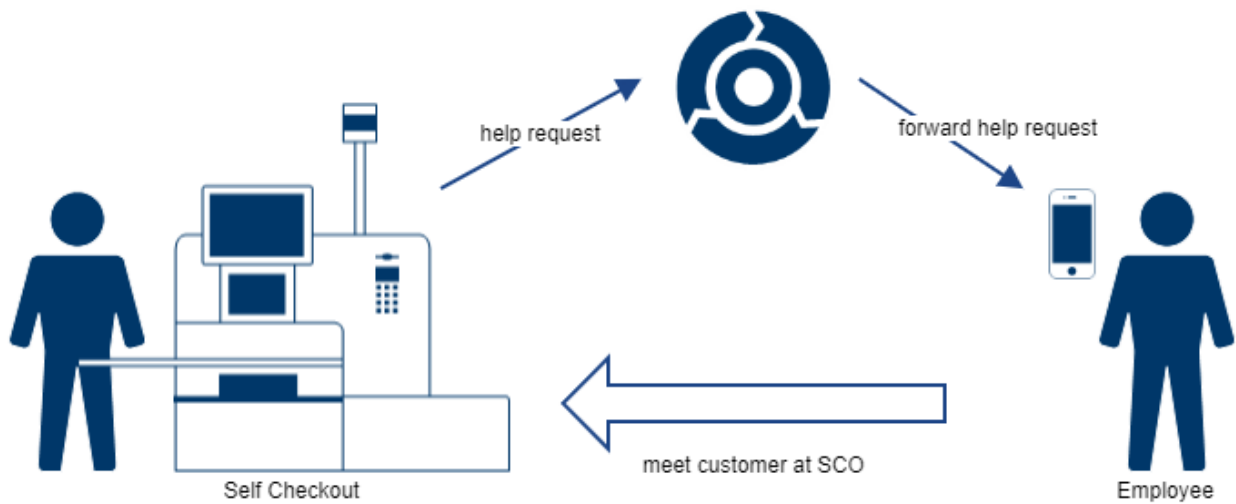 help request
forward help request
meet customer at SCO
Self Checkout
Employee